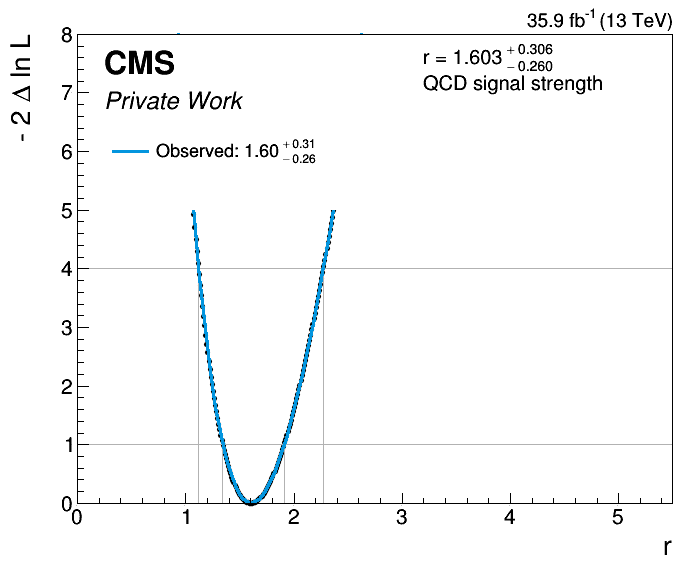 35.9 fb⁻¹ (13 TeV)
CMS
Private Work
r = 1.603 +0.306 −0.260
QCD signal strength
Observed: 1.60 +0.31 −0.26
- 2 Δ ln L
8
7
6
5
4
3
2
1
0
0 1 2 3 4 5
r